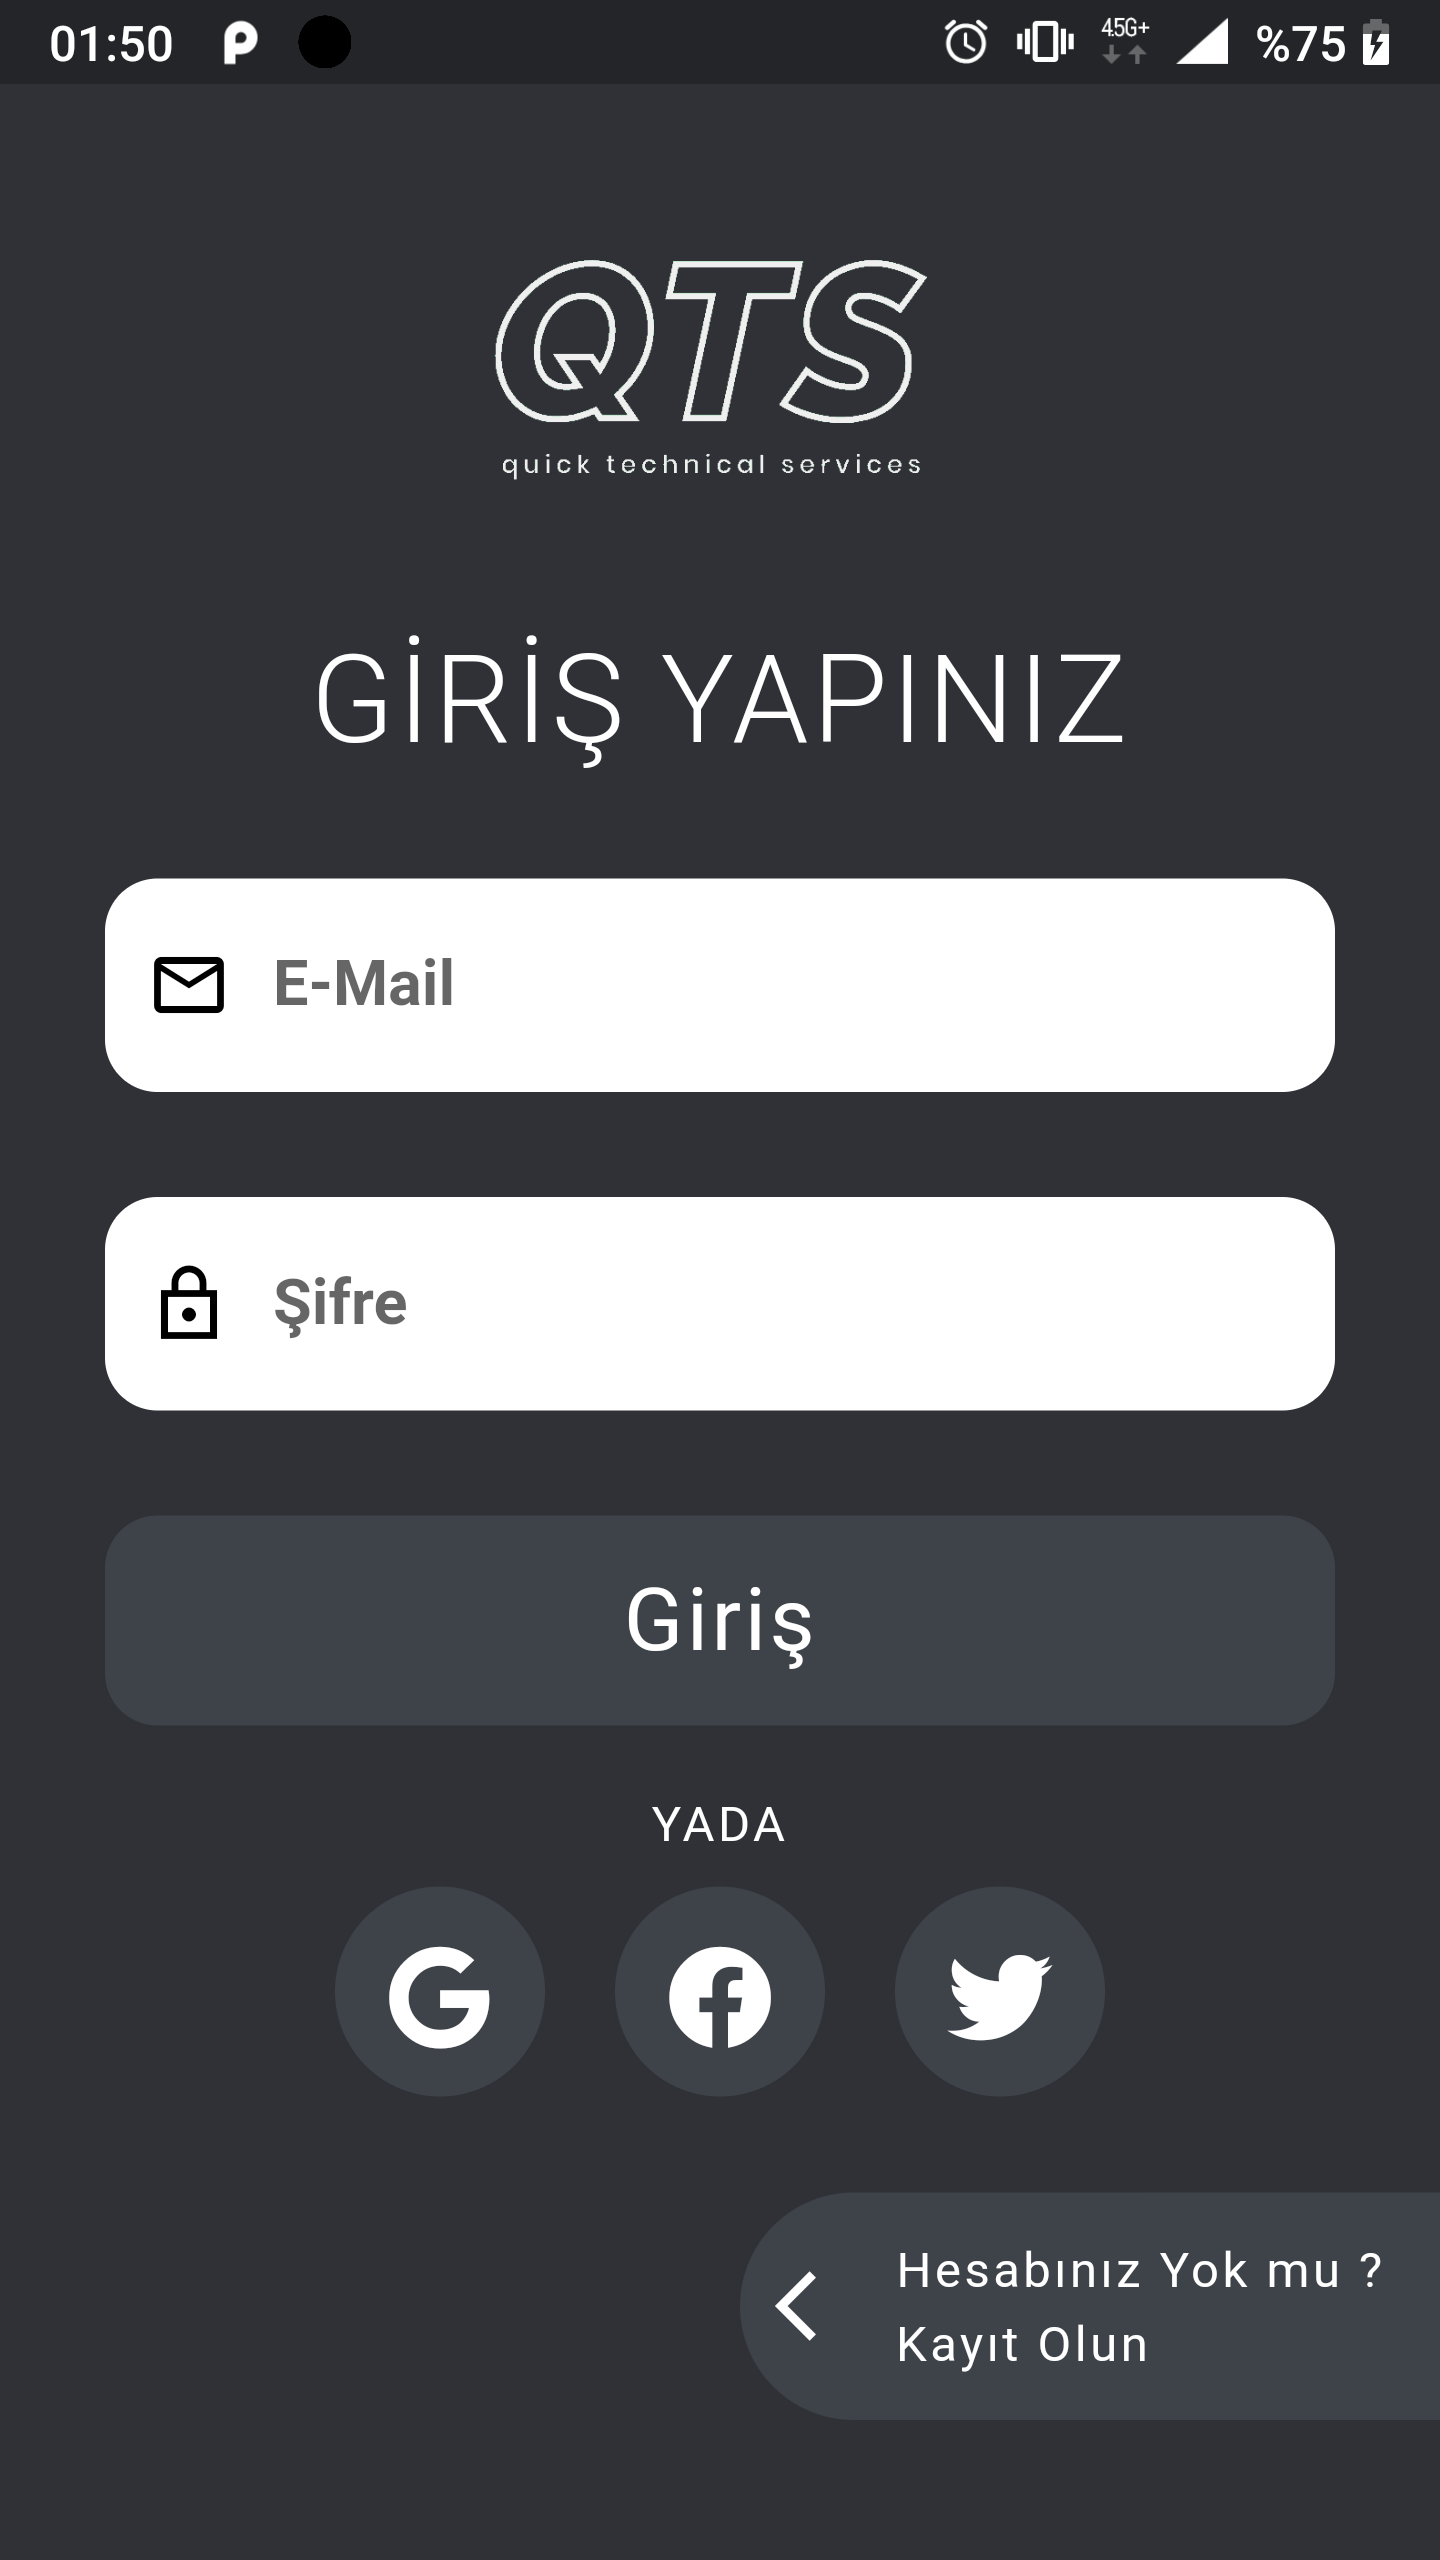 01:50 4.5G+ %75
QTS
quick technical services
GİRİŞ YAPINIZ
E-Mail
Şifre
Giriş
YADA
Hesabınız Yok mu ?
Kayıt Olun